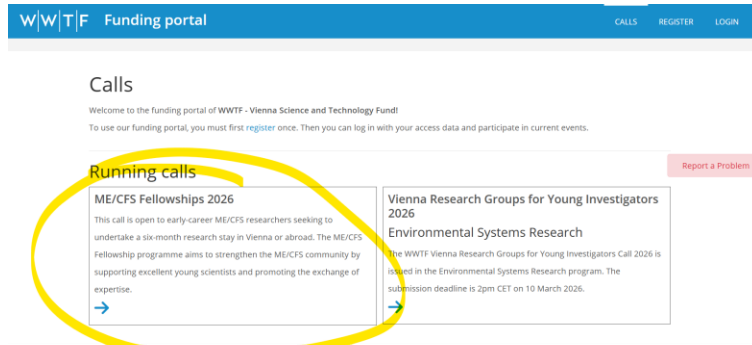 W|W|T|F Funding portal
CALLS REGISTER LOGIN
Calls
Welcome to the funding portal of WWTF - Vienna Science and Technology Fund!
To use our funding portal, you must first register once. Then you can log in with your access data and participate in current events.
Running calls
Report a Problem
ME/CFS Fellowships 2026
This call is open to early-career ME/CFS researchers seeking to
undertake a six-month research stay in Vienna or abroad. The ME/CFS
Fellowship programme aims to strengthen the ME/CFS community by
supporting excellent young scientists and promoting the exchange of
expertise.
Vienna Research Groups for Young Investigators
2026
Environmental Systems Research
The WWTF Vienna Research Groups for Young Investigators Call 2026 is
issued in the Environmental Systems Research program. The
submission deadline is 2pm CET on 10 March 2026.